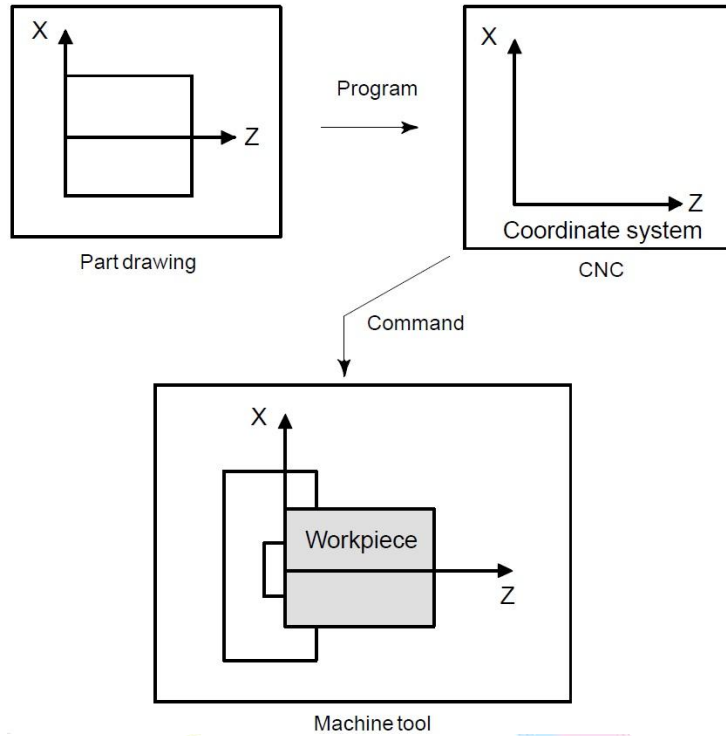 X
Z
Part drawing
Program
X
Z
Coordinate system
CNC
Command
X
Workpiece
Z
Machine tool